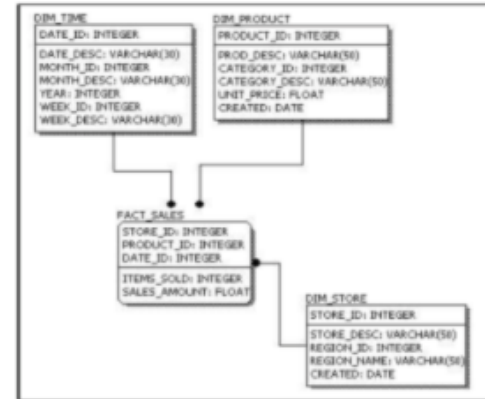 DIM_TIME
DATE_ID: INTEGER
DATE_DESC: VARCHAR(30)
MONTH_ID: INTEGER
MONTH_DESC: VARCHAR(30)
YEAR: INTEGER
WEEK_ID: INTEGER
WEEK_DESC: VARCHAR(30)
DIM_PRODUCT
PRODUCT_ID: INTEGER
PROD_DESC: VARCHAR(50)
CATEGORY_ID: INTEGER
CATEGORY_DESC: VARCHAR(50)
UNIT_PRICE: FLOAT
CREATED: DATE
FACT_SALES
STORE_ID: INTEGER
PRODUCT_ID: INTEGER
DATE_ID: INTEGER
ITEMS_SOLD: INTEGER
SALES_AMOUNT: FLOAT
DIM_STORE
STORE_ID: INTEGER
STORE_DESC: VARCHAR(50)
REGION_ID: INTEGER
REGION_NAME: VARCHAR(50)
CREATED: DATE